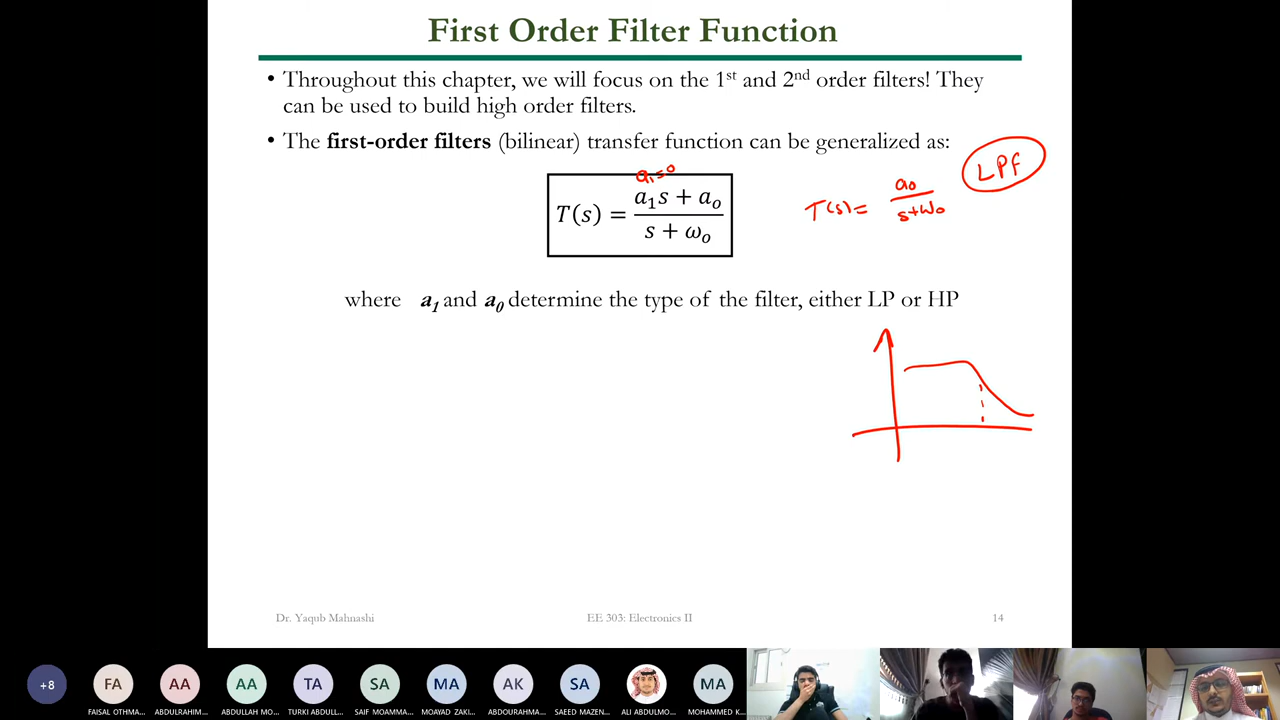 First Order Filter Function
• Throughout this chapter, we will focus on the 1st and 2nd order filters! They
can be used to build high order filters.
• The first-order filters (bilinear) transfer function can be generalized as:
LPf
a₁=0
T(s) = (a₁s + aₒ) / (s + ωₒ)
T(s) = a₀ / (s+ω₀)
where a₁ and a₀ determine the type of the filter, either LP or HP
Dr. Yaqub Mahnashi
EE 303: Electronics II
14
+8
FA
AA
AA
TA
SA
MA
AK
SA
MA
FAISAL OTHMA...
ABDULRAHIM...
ABDULLAH MO...
TURKI ABDULL...
SAIF MOAMMA...
MOAYAD ZAKI...
ABDOURAHMA...
SAEED MAZEN...
ALI ABDULMO...
MOHAMMED K...